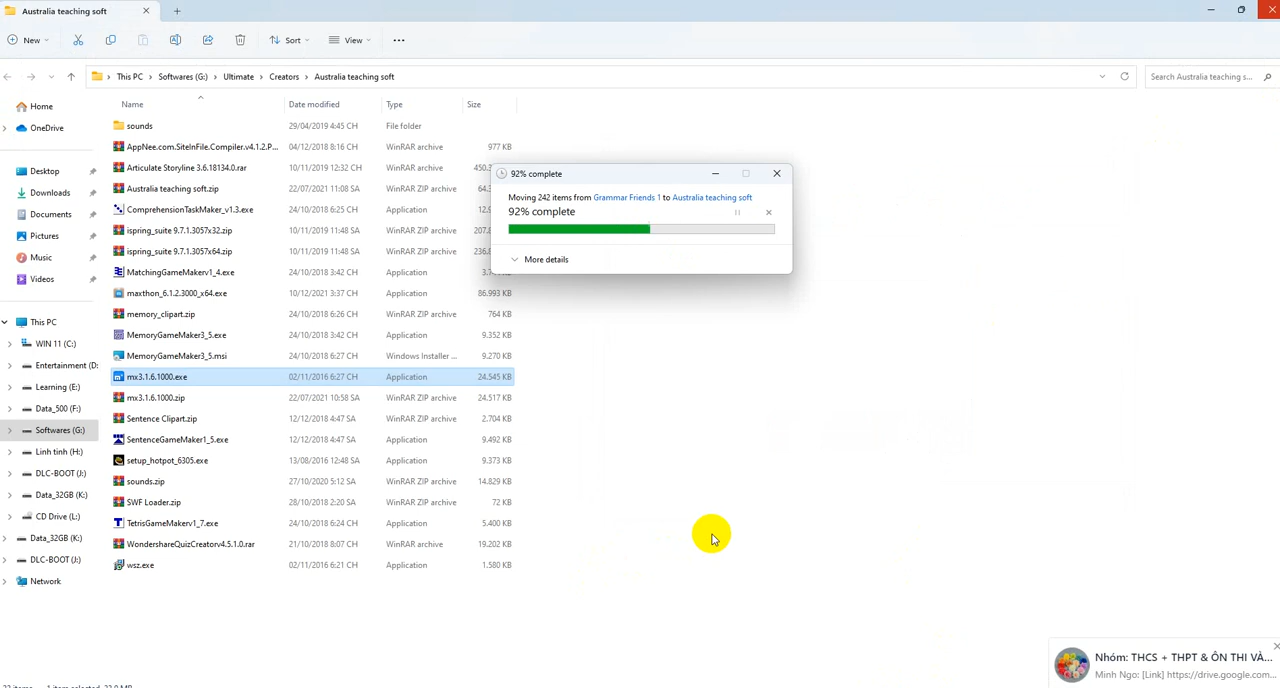 Australia teaching soft
New
Sort
View
This PC > Softwares (G:) > Ultimate > Creators > Australia teaching soft
Search Australia teaching s...
Home
OneDrive
Desktop
Downloads
Documents
Pictures
Music
Videos
This PC
WIN 11 (C:)
Entertainment (D:
Learning (E:)
Data_500 (F:)
Softwares (G:)
Linh tinh (H:)
DLC-BOOT (J:)
Data_32GB (K:)
CD Drive (L:)
Data_32GB (K:)
DLC-BOOT (J:)
Network
Name Date modified Type Size
sounds 29/04/2019 4:45 CH File folder
AppNee.com.SiteInFile.Compiler.v4.1.2.P... 04/12/2018 8:16 CH WinRAR archive 977 KB
Articulate Storyline 3.6.18134.0.rar 10/11/2019 12:32 CH WinRAR archive
Australia teaching soft.zip 22/07/2021 11:08 SA WinRAR ZIP archive
ComprehensionTaskMaker_v1.3.exe 24/10/2018 6:25 CH Application
ispring_suite 9.7.1.3057x32.zip 10/11/2019 11:48 SA WinRAR ZIP archive
ispring_suite 9.7.1.3057x64.zip 10/11/2019 11:48 SA WinRAR ZIP archive
MatchingGameMakerv1_4.exe 24/10/2018 3:42 CH Application
maxthon_6.1.2.3000_x64.exe 10/12/2021 3:37 CH Application 86.993 KB
memory_clipart.zip 24/10/2018 6:26 CH WinRAR ZIP archive 764 KB
MemoryGameMaker3_5.exe 24/10/2018 3:42 CH Application 9.352 KB
MemoryGameMaker3_5.msi 24/10/2018 6:27 CH Windows Installer ... 9.270 KB
mx3.1.6.1000.exe 02/11/2016 6:27 CH Application 24.545 KB
mx3.1.6.1000.zip 22/07/2021 10:58 SA WinRAR ZIP archive 24.517 KB
Sentence Clipart.zip 12/12/2018 4:47 SA WinRAR ZIP archive 2.704 KB
SentenceGameMaker1_5.exe 12/12/2018 4:47 SA Application 9.492 KB
setup_hotpot_6305.exe 13/08/2016 12:48 SA Application 9.373 KB
sounds.zip 27/10/2020 5:12 SA WinRAR ZIP archive 14.829 KB
SWF Loader.zip 28/10/2018 2:20 SA WinRAR ZIP archive 72 KB
TetrisGameMakerv1_7.exe 24/10/2018 6:24 CH Application 5.400 KB
WondershareQuizCreatorv4.5.1.0.rar 21/10/2018 8:07 CH WinRAR archive 19.202 KB
wsz.exe 02/11/2016 6:21 CH Application 1.580 KB
92% complete
Moving 242 items from Grammar Friends 1 to Australia teaching soft
92% complete
More details
Nhóm: THCS + THPT & ÔN THI VÀ...
Minh Ngo: [Link] https://drive.google.com...